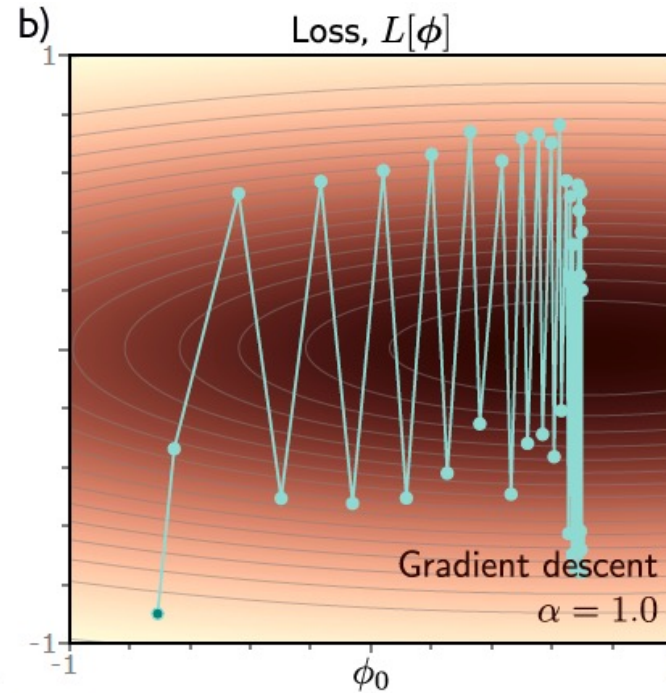 b)
Loss, L[ϕ]
1
Gradient descent
α = 1.0
-1
-1
ϕ₀